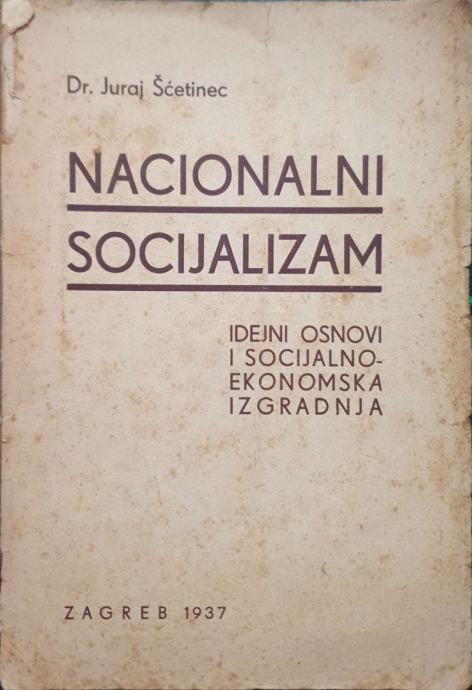 Dr. Juraj Šćetinec
NACIONALNI
SOCIJALIZAM
IDEJNI OSNOVI
I SOCIJALNO-
EKONOMSKA
IZGRADNJA
ZAGREB 1937